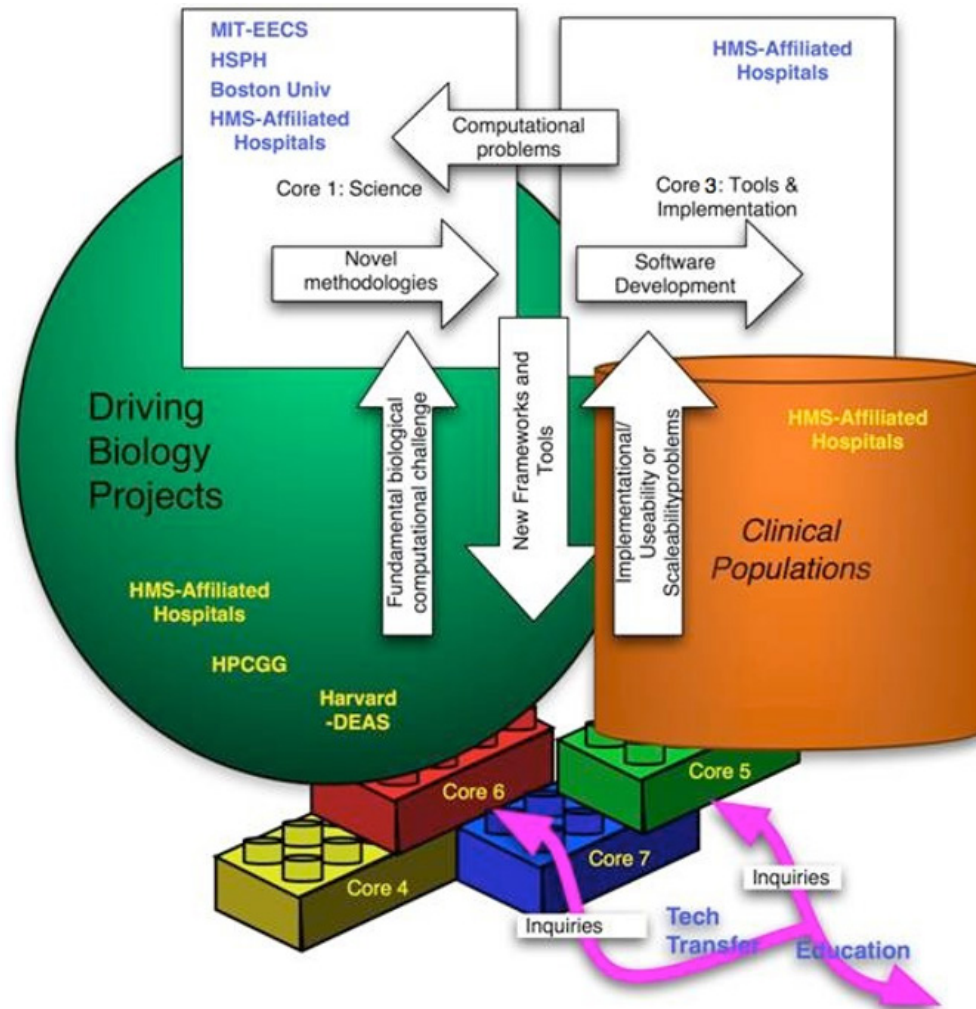 MIT-EECS
HSPH
Boston Univ
HMS-Affiliated
Hospitals
HMS-Affiliated
Hospitals
Computational
problems
Core 1: Science
Core 3: Tools &
Implementation
Novel
methodologies
Software
Development
Driving
Biology
Projects
Fundamental biological
computational challenge
New Frameworks and
Tools
Implementational/
Useability or
Scaleabilityproblems
HMS-Affiliated
Hospitals
Clinical
Populations
HMS-Affiliated
Hospitals
HPCGG
Harvard
-DEAS
Core 6
Core 5
Core 4
Core 7
Inquiries
Inquiries
Tech
Transfer
Education